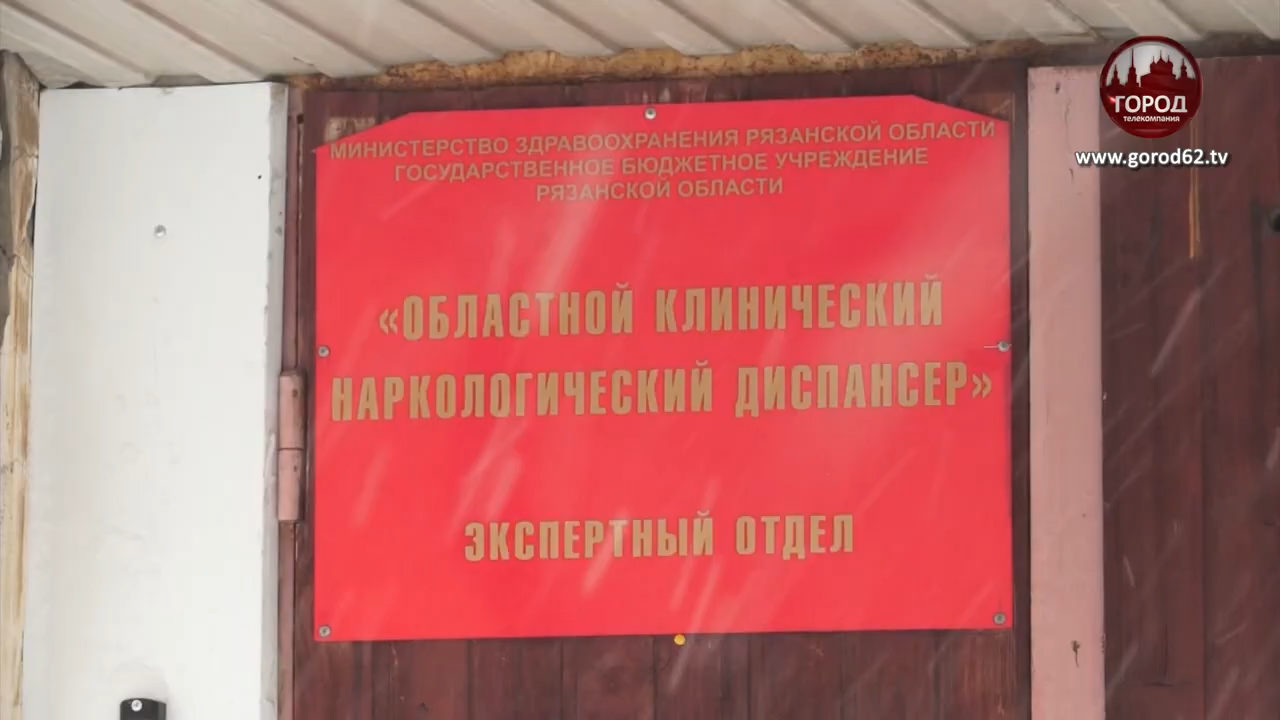 МИНИСТЕРСТВО ЗДРАВООХРАНЕНИЯ РЯЗАНСКОЙ ОБЛАСТИ
ГОСУДАРСТВЕННОЕ БЮДЖЕТНОЕ УЧРЕЖДЕНИЕ
РЯЗАНСКОЙ ОБЛАСТИ
«ОБЛАСТНОЙ КЛИНИЧЕСКИЙ
НАРКОЛОГИЧЕСКИЙ ДИСПАНСЕР»
ЭКСПЕРТНЫЙ ОТДЕЛ
ГОРОД
телекомпания
www.gorod62.tv